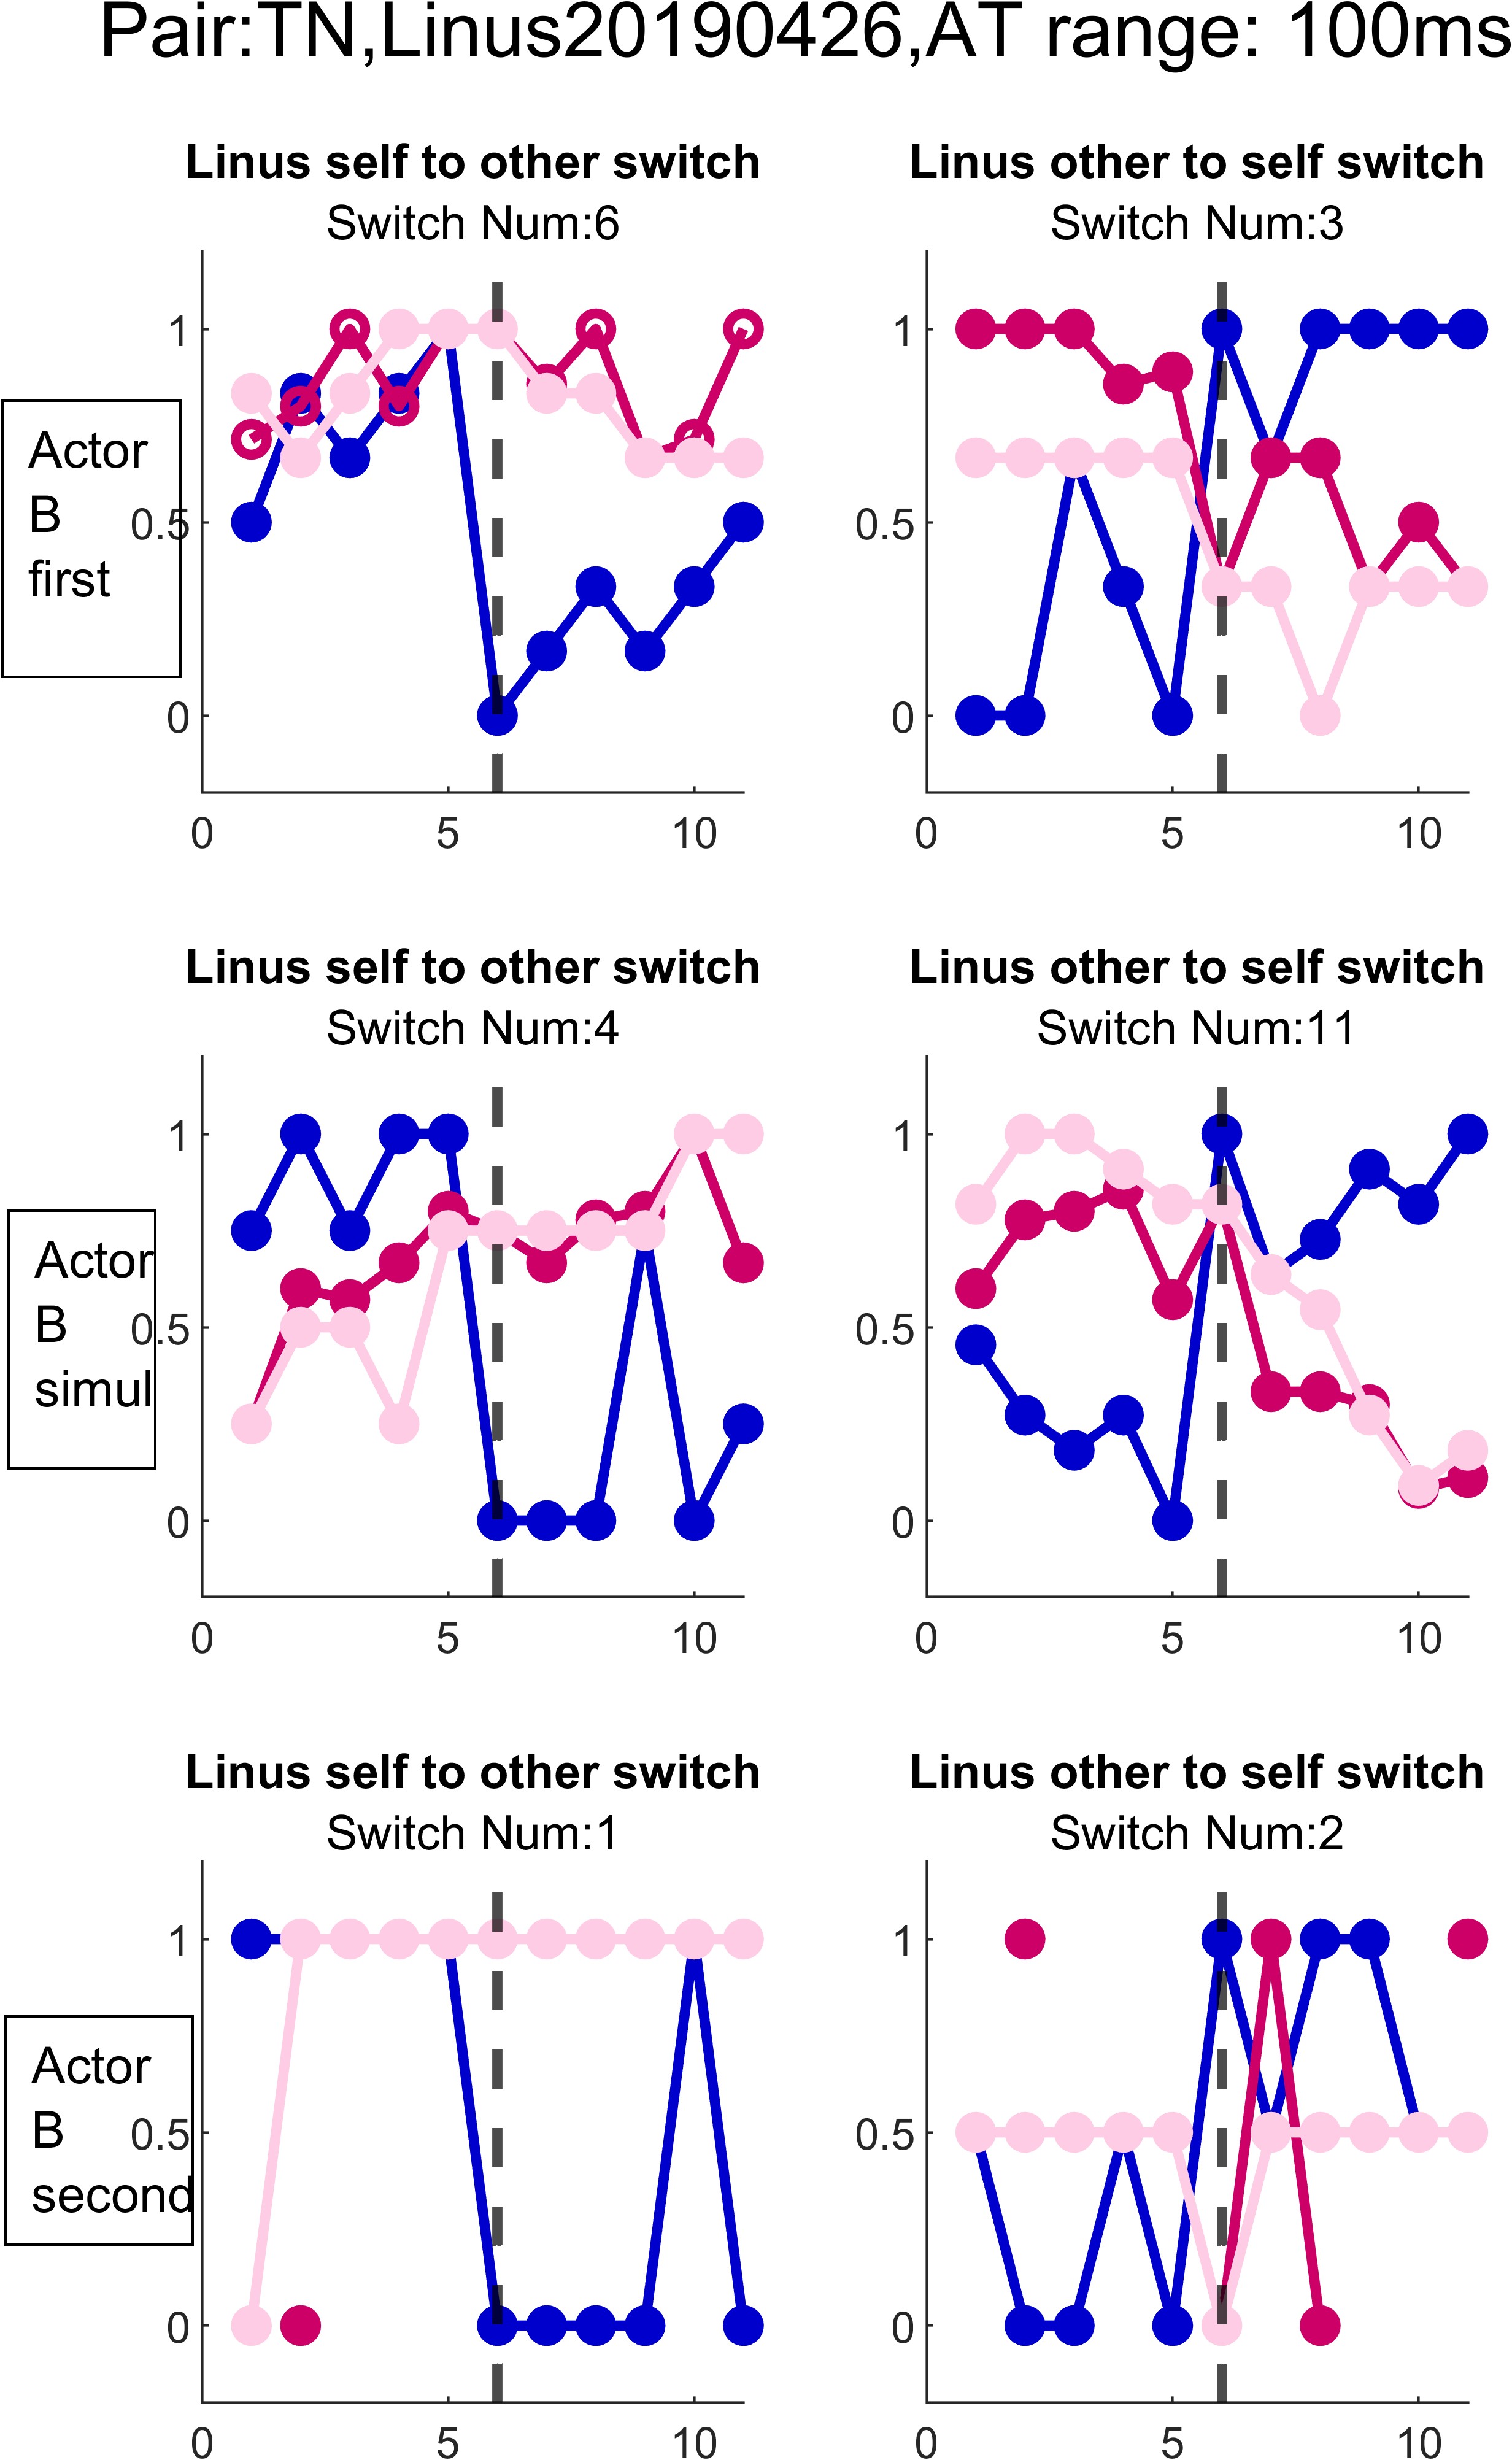 Pair:TN,Linus20190426,AT range: 100ms
Linus self to other switch
Switch Num:6
Linus other to self switch
Switch Num:3
Actor
B
first
1
0.5
0
0
5
10
1
0.5
0
0
5
10
Linus self to other switch
Switch Num:4
Linus other to self switch
Switch Num:11
Actor
B
simul
1
0.5
0
0
5
10
1
0.5
0
0
5
10
Linus self to other switch
Switch Num:1
Linus other to self switch
Switch Num:2
Actor
B
second
1
0.5
0
0
5
10
1
0.5
0
0
5
10